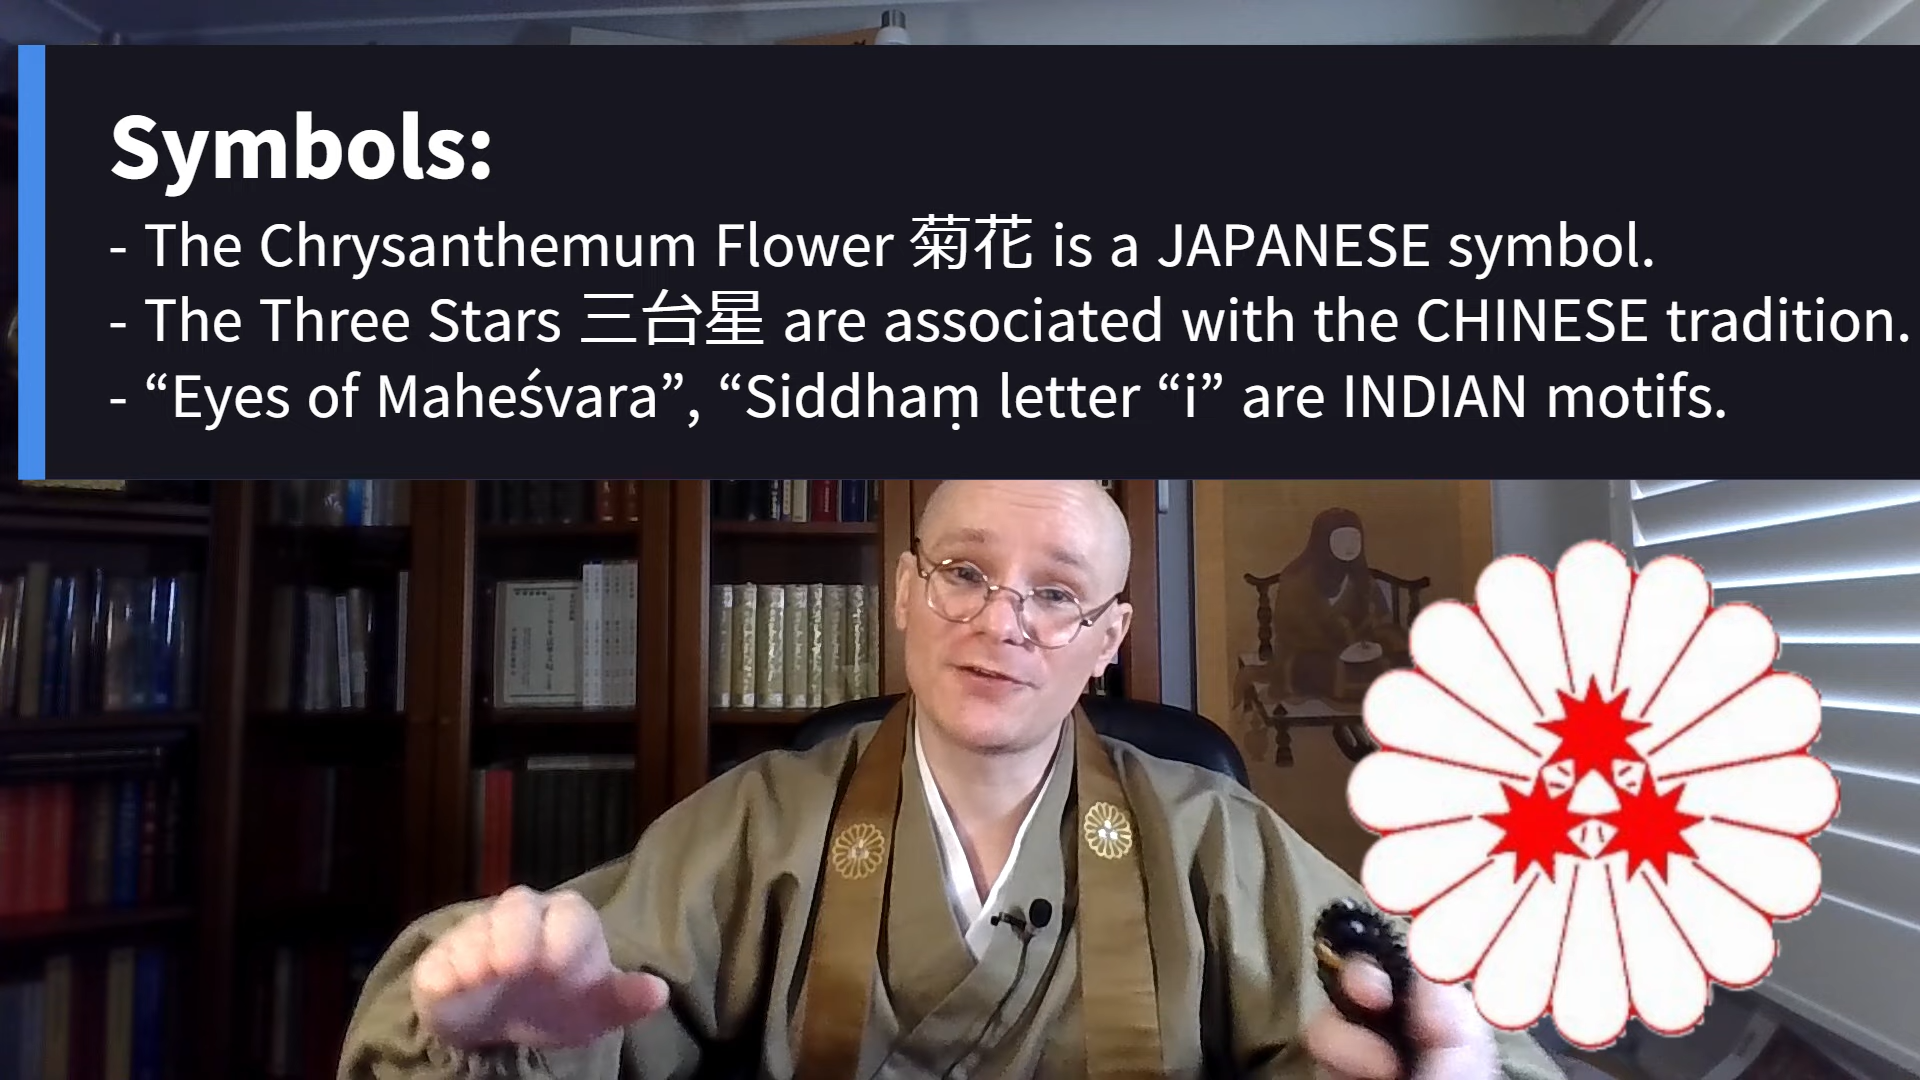 Symbols:
- The Chrysanthemum Flower 菊花 is a JAPANESE symbol.
- The Three Stars 三台星 are associated with the CHINESE tradition.
- “Eyes of Maheśvara”, “Siddhaṃ letter “i” are INDIAN motifs.